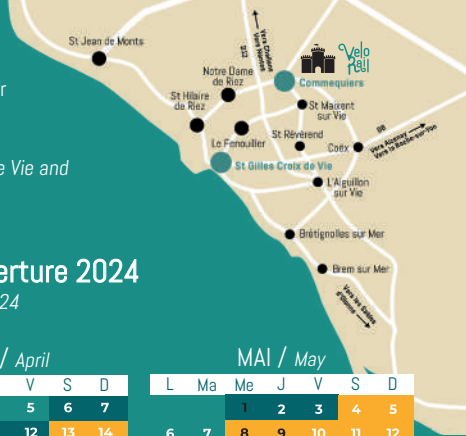 St Jean de Monts
D32
Vers Challans
Vers Nantes
Vélo
Rail
Notre Dame
de Riez
Commequiers
St Hilaire
de Riez
St Maixent
sur Vie
r
Le Fenouiller
St Révérend
Coëx
D6
Vers Aizenay
Vers la Roche-sur-Yon
e Vie and
St Gilles Croix de Vie
L'Aiguillon
sur Vie
Brétignolles sur Mer
erture 2024
Brem sur Mer
24
Vers les Sables
d'Olonne
/ April
MAI / May
V S D
L Ma Me J V S D
5 6 7
1 2 3 4 5
12 13 14
6 7 8 9 10 11 12